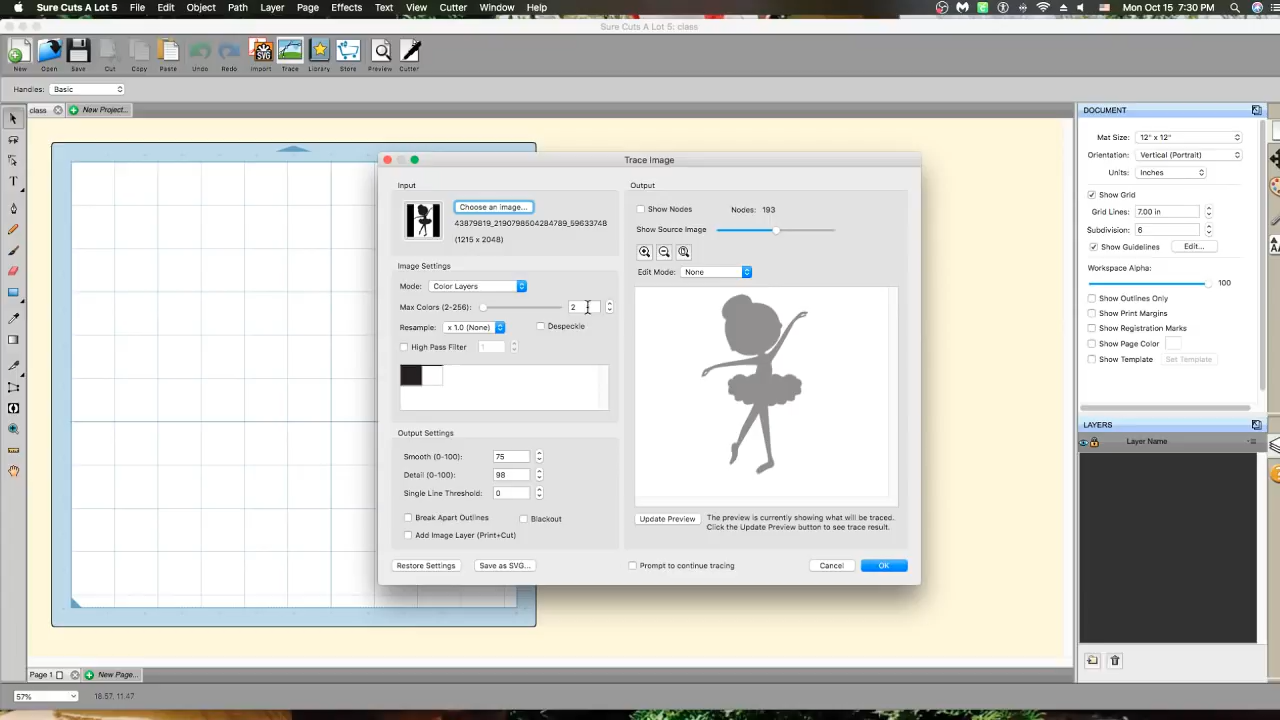 Sure Cuts A Lot 5 File Edit Object Path Layer Page Effects Text View Cutter Window Help Mon Oct 15 7:30 PM
Sure Cuts A Lot 5: class
New Open Save Cut Copy Paste Undo Redo Import Trace Library Store Preview Cutter
SVG
Handles: Basic
class New Project...
Trace Image
Input
Choose an image...
43879819_2190798504284789_59633748
(1215 x 2048)
Image Settings
Mode: Color Layers
Max Colors (2-256): 2
Resample: x 1.0 (None) Despeckle
High Pass Filter 1
Output Settings
Smooth (0-100): 75
Detail (0-100): 98
Single Line Threshold: 0
Break Apart Outlines Blackout
Add Image Layer (Print+Cut)
Restore Settings Save as SVG...
Output
Show Nodes Nodes: 193
Show Source Image
Edit Mode: None
Update Preview
The preview is currently showing what will be traced.
Click the Update Preview button to see trace result.
Prompt to continue tracing Cancel OK
DOCUMENT
Mat Size: 12" x 12"
Orientation: Vertical (Portrait)
Units: Inches
Show Grid
Grid Lines: 7.00 in
Subdivision: 6
Show Guidelines Edit...
Workspace Alpha:
100
Show Outlines Only
Show Print Margins
Show Registration Marks
Show Page Color
Show Template Set Template
LAYERS
Layer Name
Page 1 New Page...
57% 18.57, 11.47